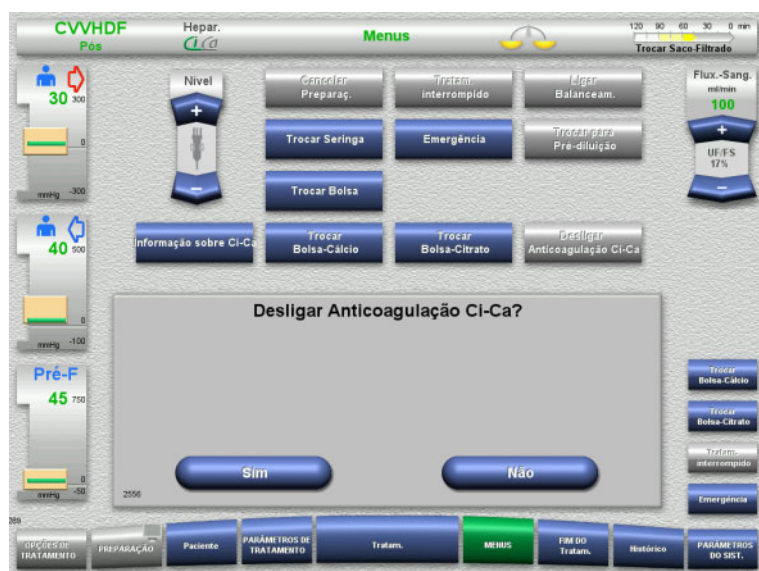 CVVHDF
Pós
Hepar.
Ci Ca
Menus
120 90 60 30 0 min
Trocar Saco-Filtrado
30
300
0
-300
mmHg
40
500
0
-100
mmHg
Pré-F
45
750
0
-50
mmHg
Nivel
+
−
Cancelar
Preparaç.
Tratam.
interrompido
Ligar
Balanceam.
Trocar Seringa
Emergência
Trocar para
Pré-diluição
Trocar Bolsa
Informação sobre Ci-Ca
Trocar
Bolsa-Cálcio
Trocar
Bolsa-Citrato
Desligar
Anticoagulação Ci-Ca
Flux.-Sang.
ml/min
100
+
UF/FS
17%
−
Desligar Anticoagulação Ci-Ca?
Sim
Não
2556
Trocar
Bolsa-Cálcio
Trocar
Bolsa-Citrato
Tratam.
interrompido
Emergência
OPÇÕES DE
TRATAMENTO
PREPARAÇÃO
Paciente
PARÂMETROS DE
TRATAMENTO
Tratam.
MENUS
FIM DO
Tratam.
Histórico
PARÂMETROS
DO SIST.